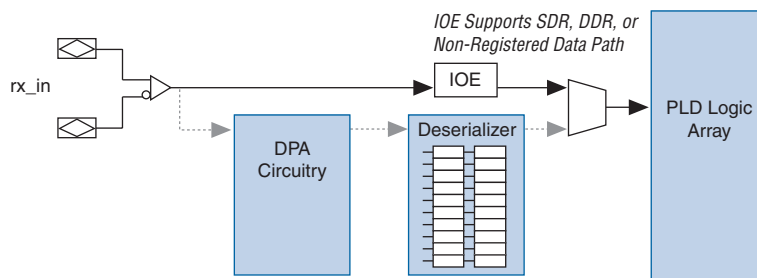 IOE Supports SDR, DDR, or
Non-Registered Data Path
rx_in
IOE
PLD Logic
Array
DPA
Circuitry
Deserializer